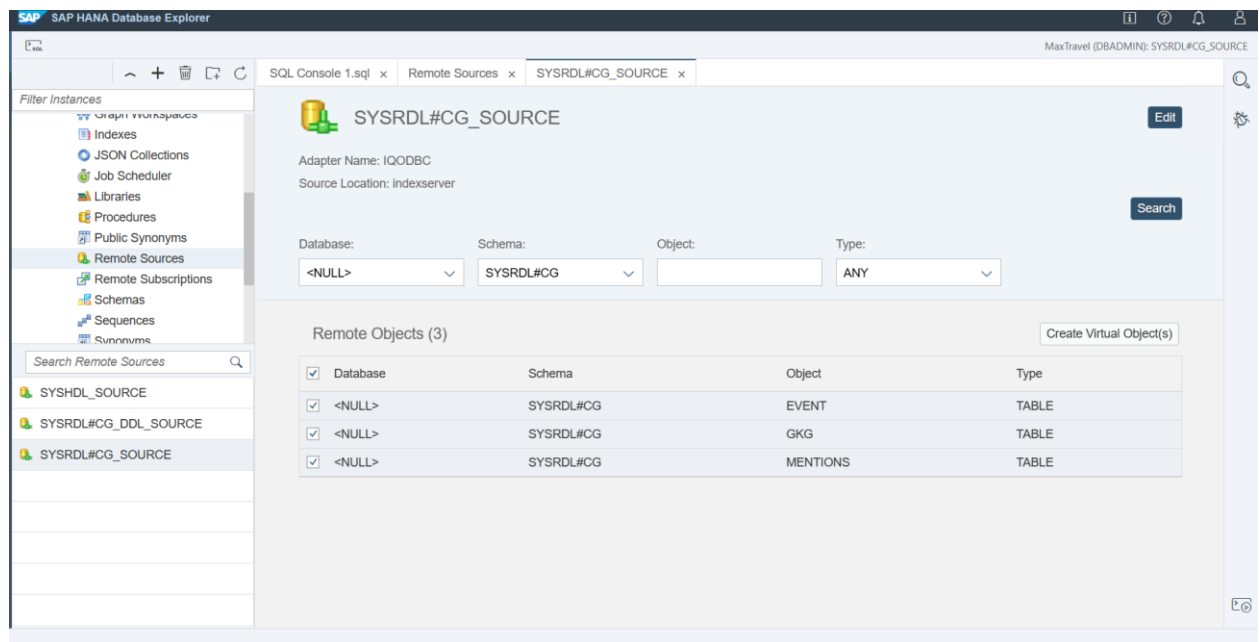 SAP SAP HANA Database Explorer
MaxTravel (DBADMIN): SYSRDL#CG_SOURCE
SQL Console 1.sql × Remote Sources × SYSRDL#CG_SOURCE ×
Filter Instances
Graph Workspaces
Indexes
JSON Collections
Job Scheduler
Libraries
Procedures
Public Synonyms
Remote Sources
Remote Subscriptions
Schemas
Sequences
Synonyms
Search Remote Sources
SYSHDL_SOURCE
SYSRDL#CG_DDL_SOURCE
SYSRDL#CG_SOURCE
SYSRDL#CG_SOURCE
Edit
Adapter Name: IQODBC
Source Location: indexserver
Search
Database: Schema: Object: Type:
<NULL> SYSRDL#CG ANY
Remote Objects (3)
Create Virtual Object(s)
Database Schema Object Type
<NULL> SYSRDL#CG EVENT TABLE
<NULL> SYSRDL#CG GKG TABLE
<NULL> SYSRDL#CG MENTIONS TABLE